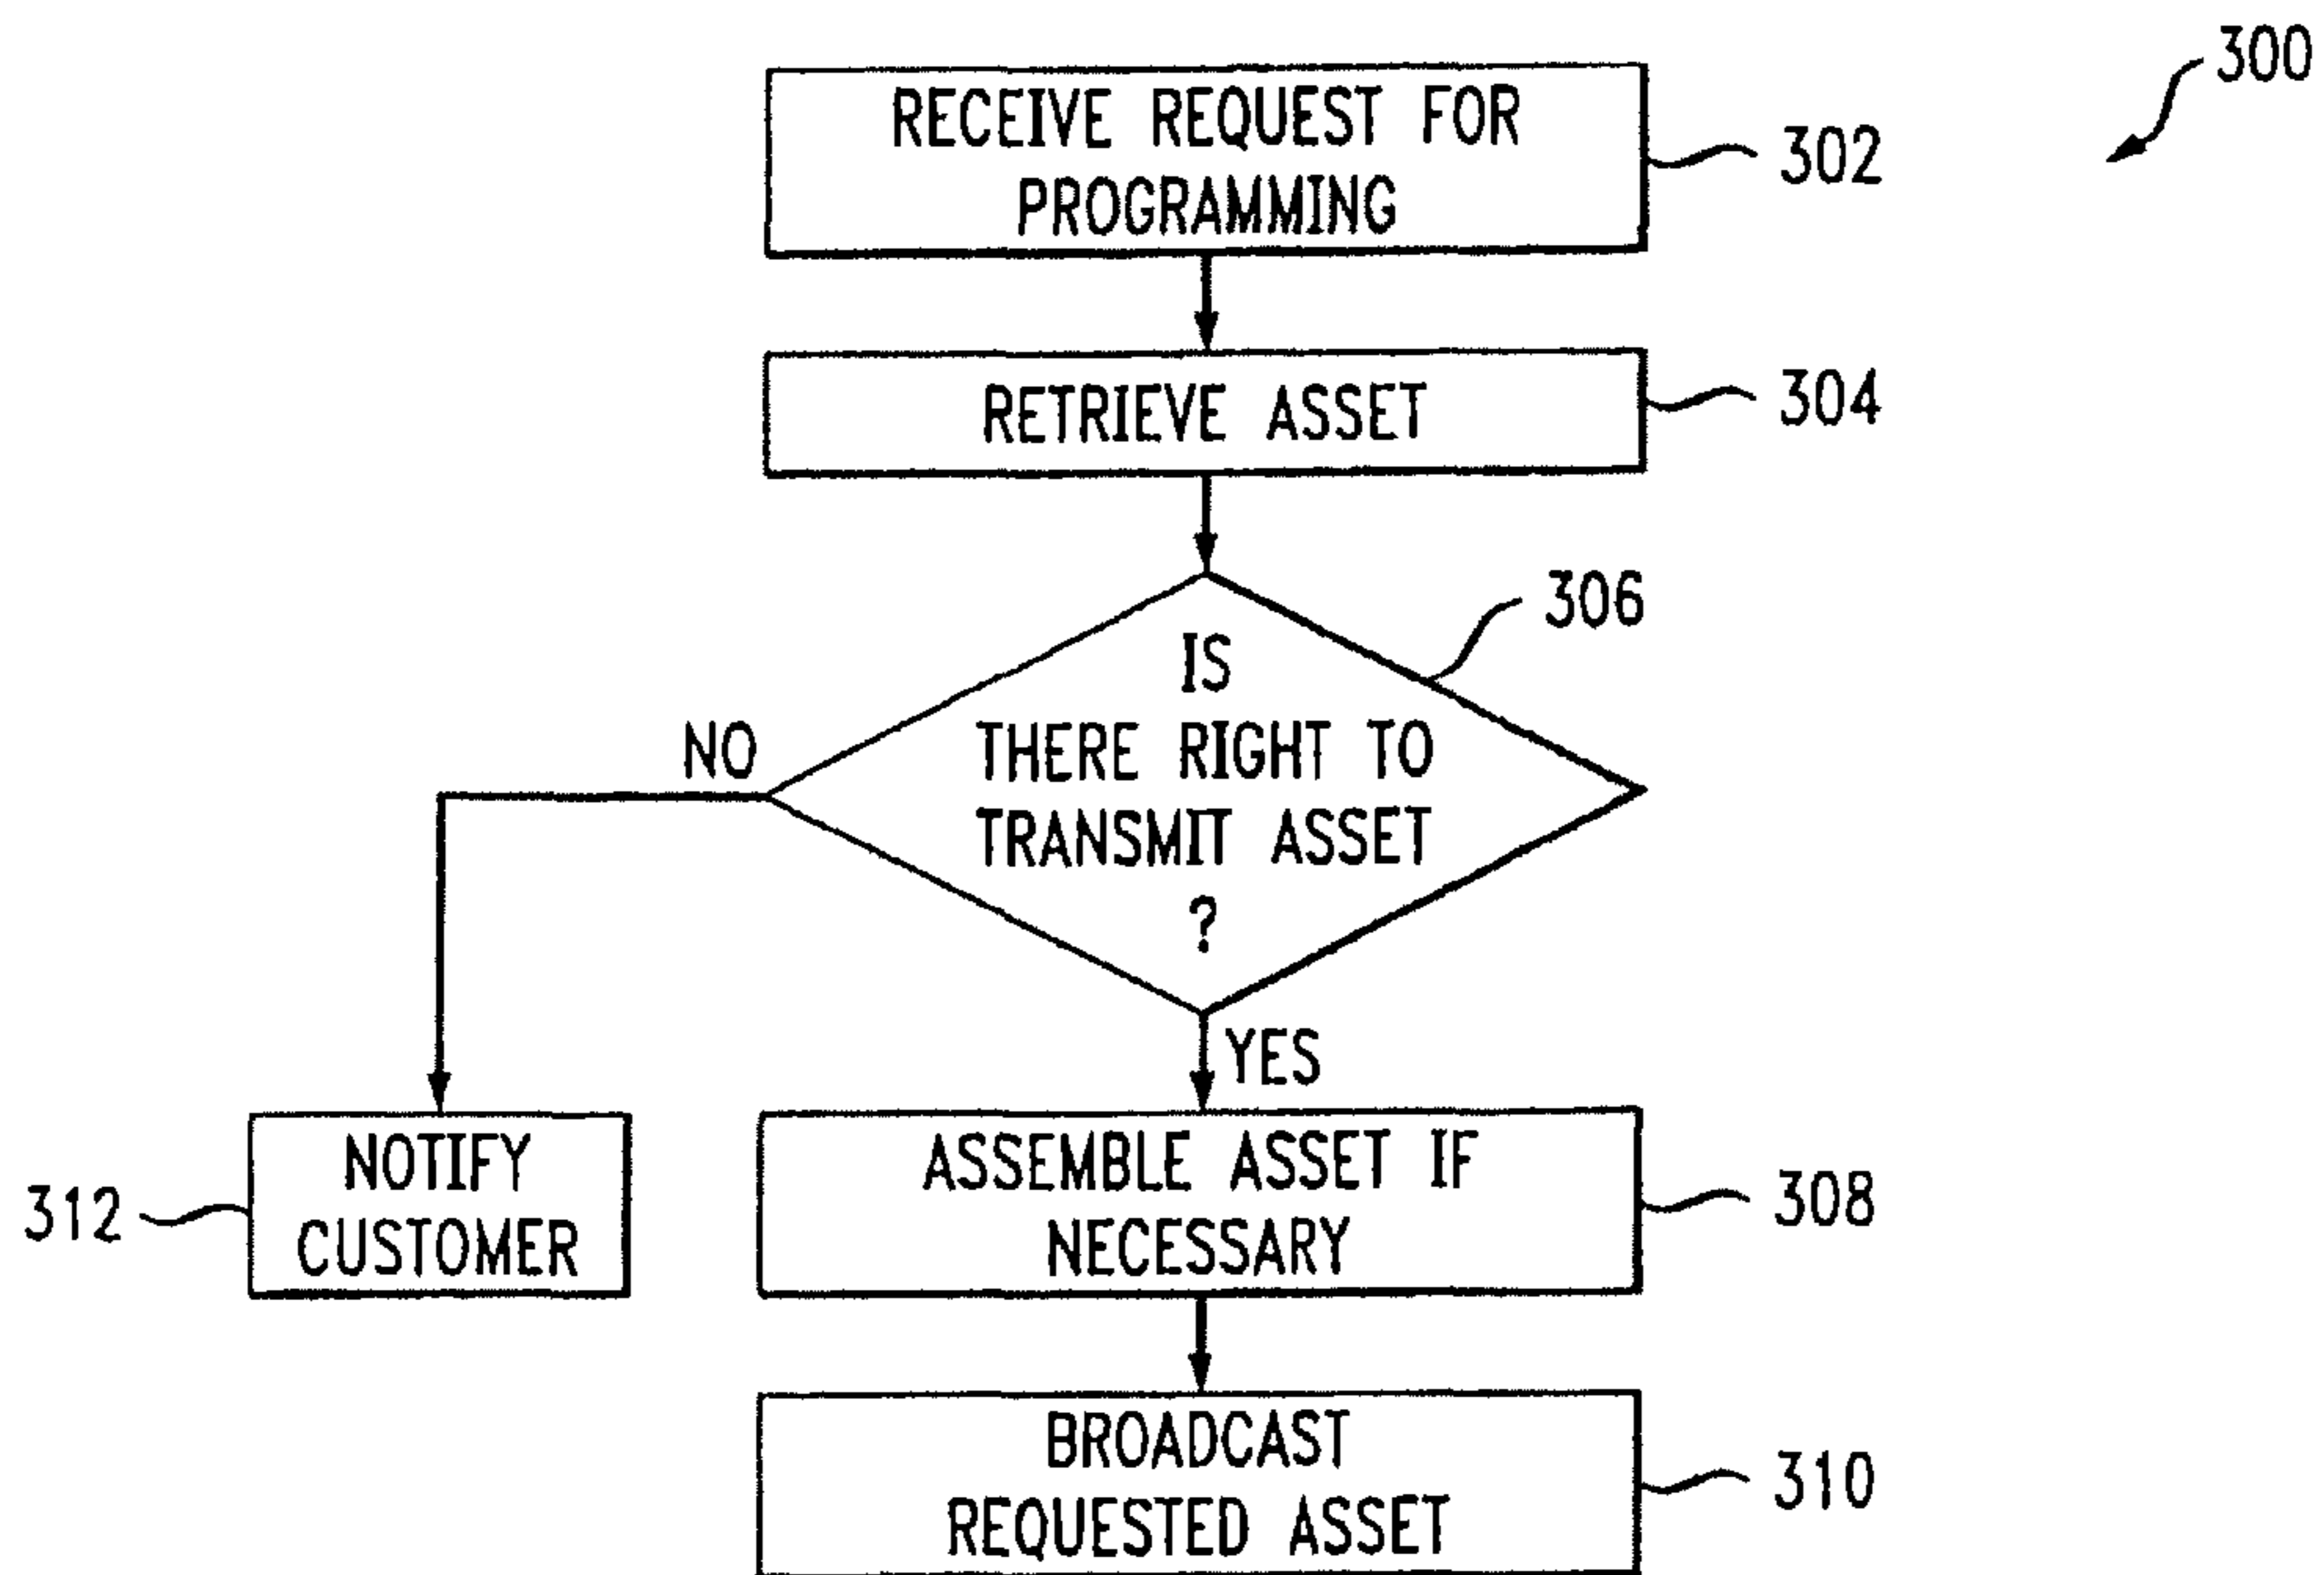 300
RECEIVE REQUEST FOR
PROGRAMMING
302
RETRIEVE ASSET
304
306
IS
THERE RIGHT TO
TRANSMIT ASSET
?
NO
YES
NOTIFY
CUSTOMER
312
ASSEMBLE ASSET IF
NECESSARY
308
BROADCAST
REQUESTED ASSET
310